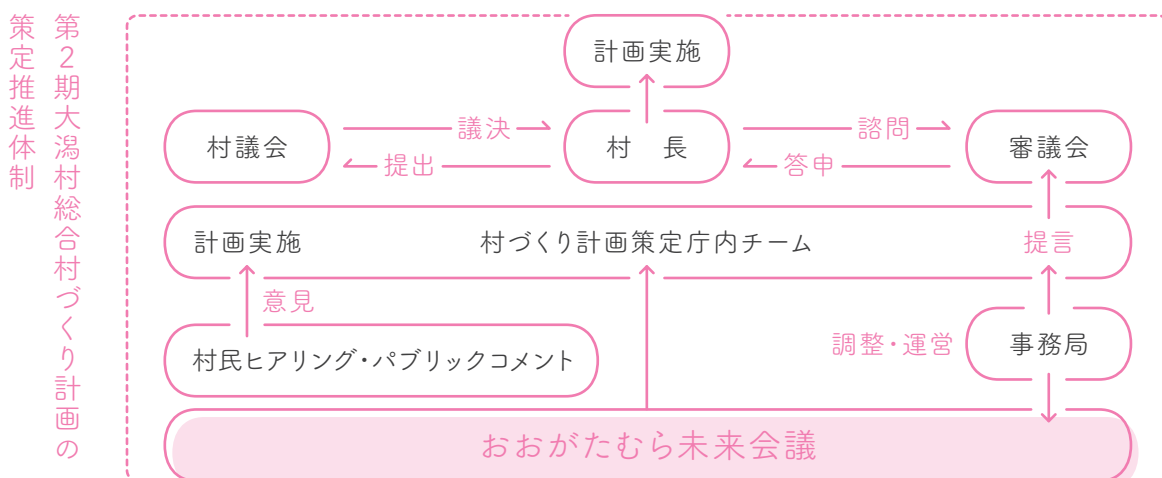 第2期大潟村総合村づくり計画の
策定推進体制
計画実施
村議会
議決
提出
村　長
諮問
答申
審議会
計画実施
村づくり計画策定庁内チーム
提言
意見
村民ヒアリング・パブリックコメント
調整・運営
事務局
おおがたむら未来会議